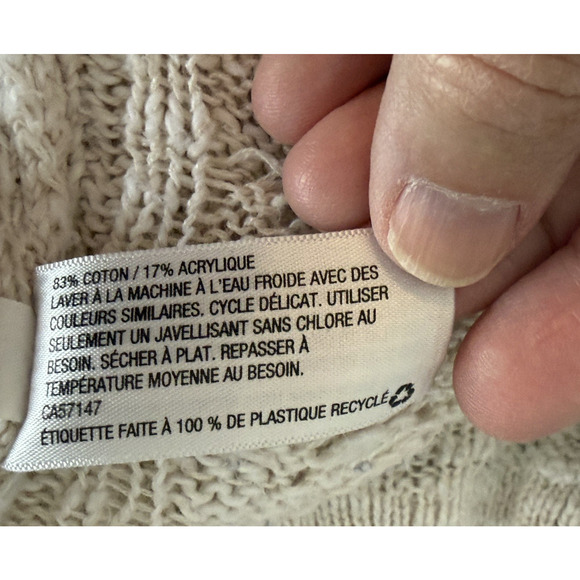 83% COTON / 17% ACRYLIQUE
LAVER À LA MACHINE À L'EAU FROIDE AVEC DES
COULEURS SIMILAIRES. CYCLE DÉLICAT. UTILISER
SEULEMENT UN JAVELLISANT SANS CHLORE AU
BESOIN. SÉCHER À PLAT. REPASSER À
TEMPÉRATURE MOYENNE AU BESOIN.
CA57147
ÉTIQUETTE FAITE À 100 % DE PLASTIQUE RECYCLÉ